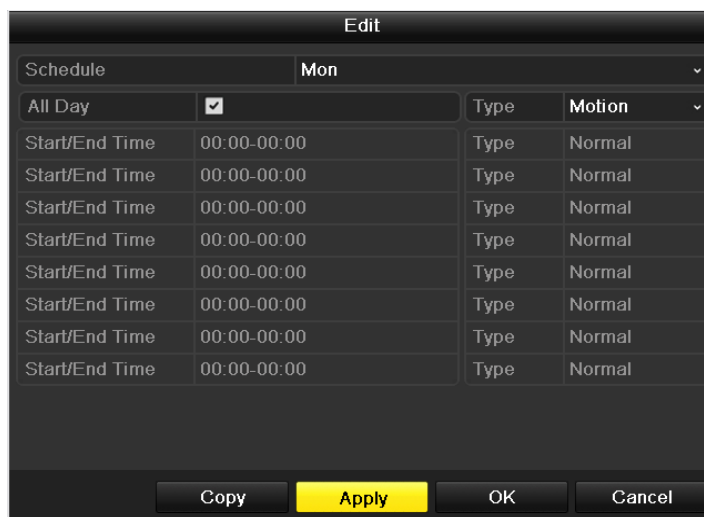 Edit
Schedule Mon
All Day Type Motion
Start/End Time 00:00-00:00 Type Normal
Start/End Time 00:00-00:00 Type Normal
Start/End Time 00:00-00:00 Type Normal
Start/End Time 00:00-00:00 Type Normal
Start/End Time 00:00-00:00 Type Normal
Start/End Time 00:00-00:00 Type Normal
Start/End Time 00:00-00:00 Type Normal
Start/End Time 00:00-00:00 Type Normal
Copy Apply OK Cancel